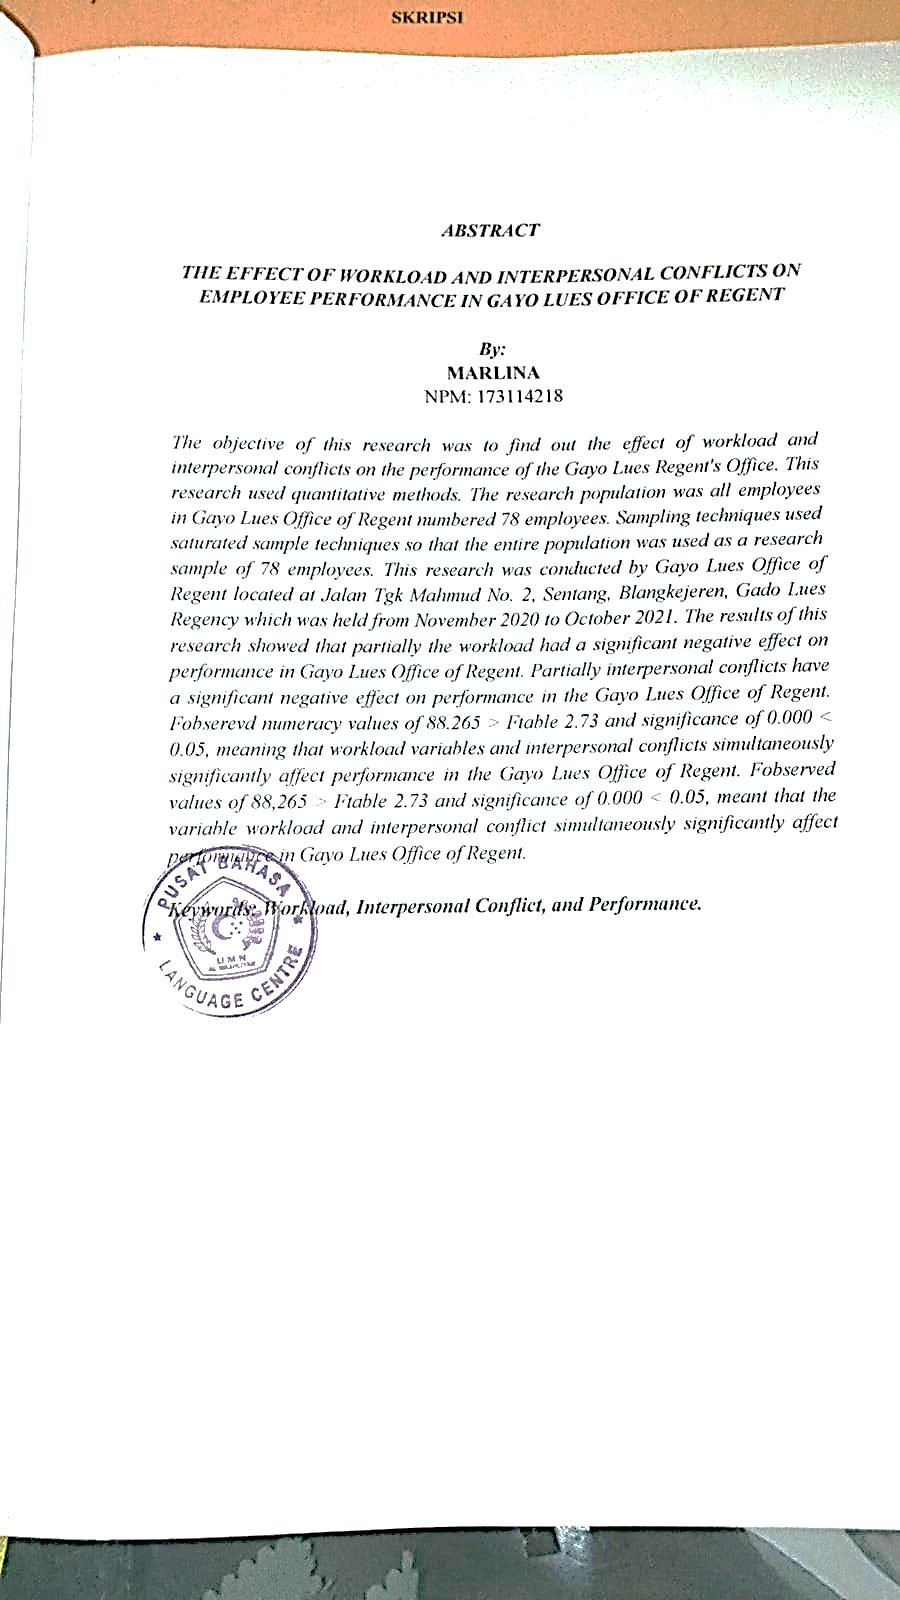 SKRIPSI
ABSTRACT
THE EFFECT OF WORKLOAD AND INTERPERSONAL CONFLICTS ON
EMPLOYEE PERFORMANCE IN GAYO LUES OFFICE OF REGENT
By:
MARLINA
NPM: 173114218
The objective of this research was to find out the effect of workload and
interpersonal conflicts on the performance of the Gayo Lues Regent's Office. This
research used quantitative methods. The research population was all employees
in Gayo Lues Office of Regent numbered 78 employees. Sampling techniques used
saturated sample techniques so that the entire population was used as a research
sample of 78 employees. This research was conducted by Gayo Lues Office of
Regent located at Jalan Tgk Mahmud No. 2, Sentang, Blangkejeren, Gado Lues
Regency which was held from November 2020 to October 2021. The results of this
research showed that partially the workload had a significant negative effect on
performance in Gayo Lues Office of Regent. Partially interpersonal conflicts have
a significant negative effect on performance in the Gayo Lues Office of Regent.
Fobserevd numeracy values of 88.265 > Ftable 2.73 and significance of 0.000 <
0.05, meaning that workload variables and interpersonal conflicts simultaneously
significantly affect performance in the Gayo Lues Office of Regent. Fobserved
values of 88,265 > Ftable 2.73 and significance of 0.000 < 0.05, meant that the
variable workload and interpersonal conflict simultaneously significantly affect
performance in Gayo Lues Office of Regent.
Keywords: Workload, Interpersonal Conflict, and Performance.
PUSAT BAHASA
UMN
LANGUAGE CENTRE